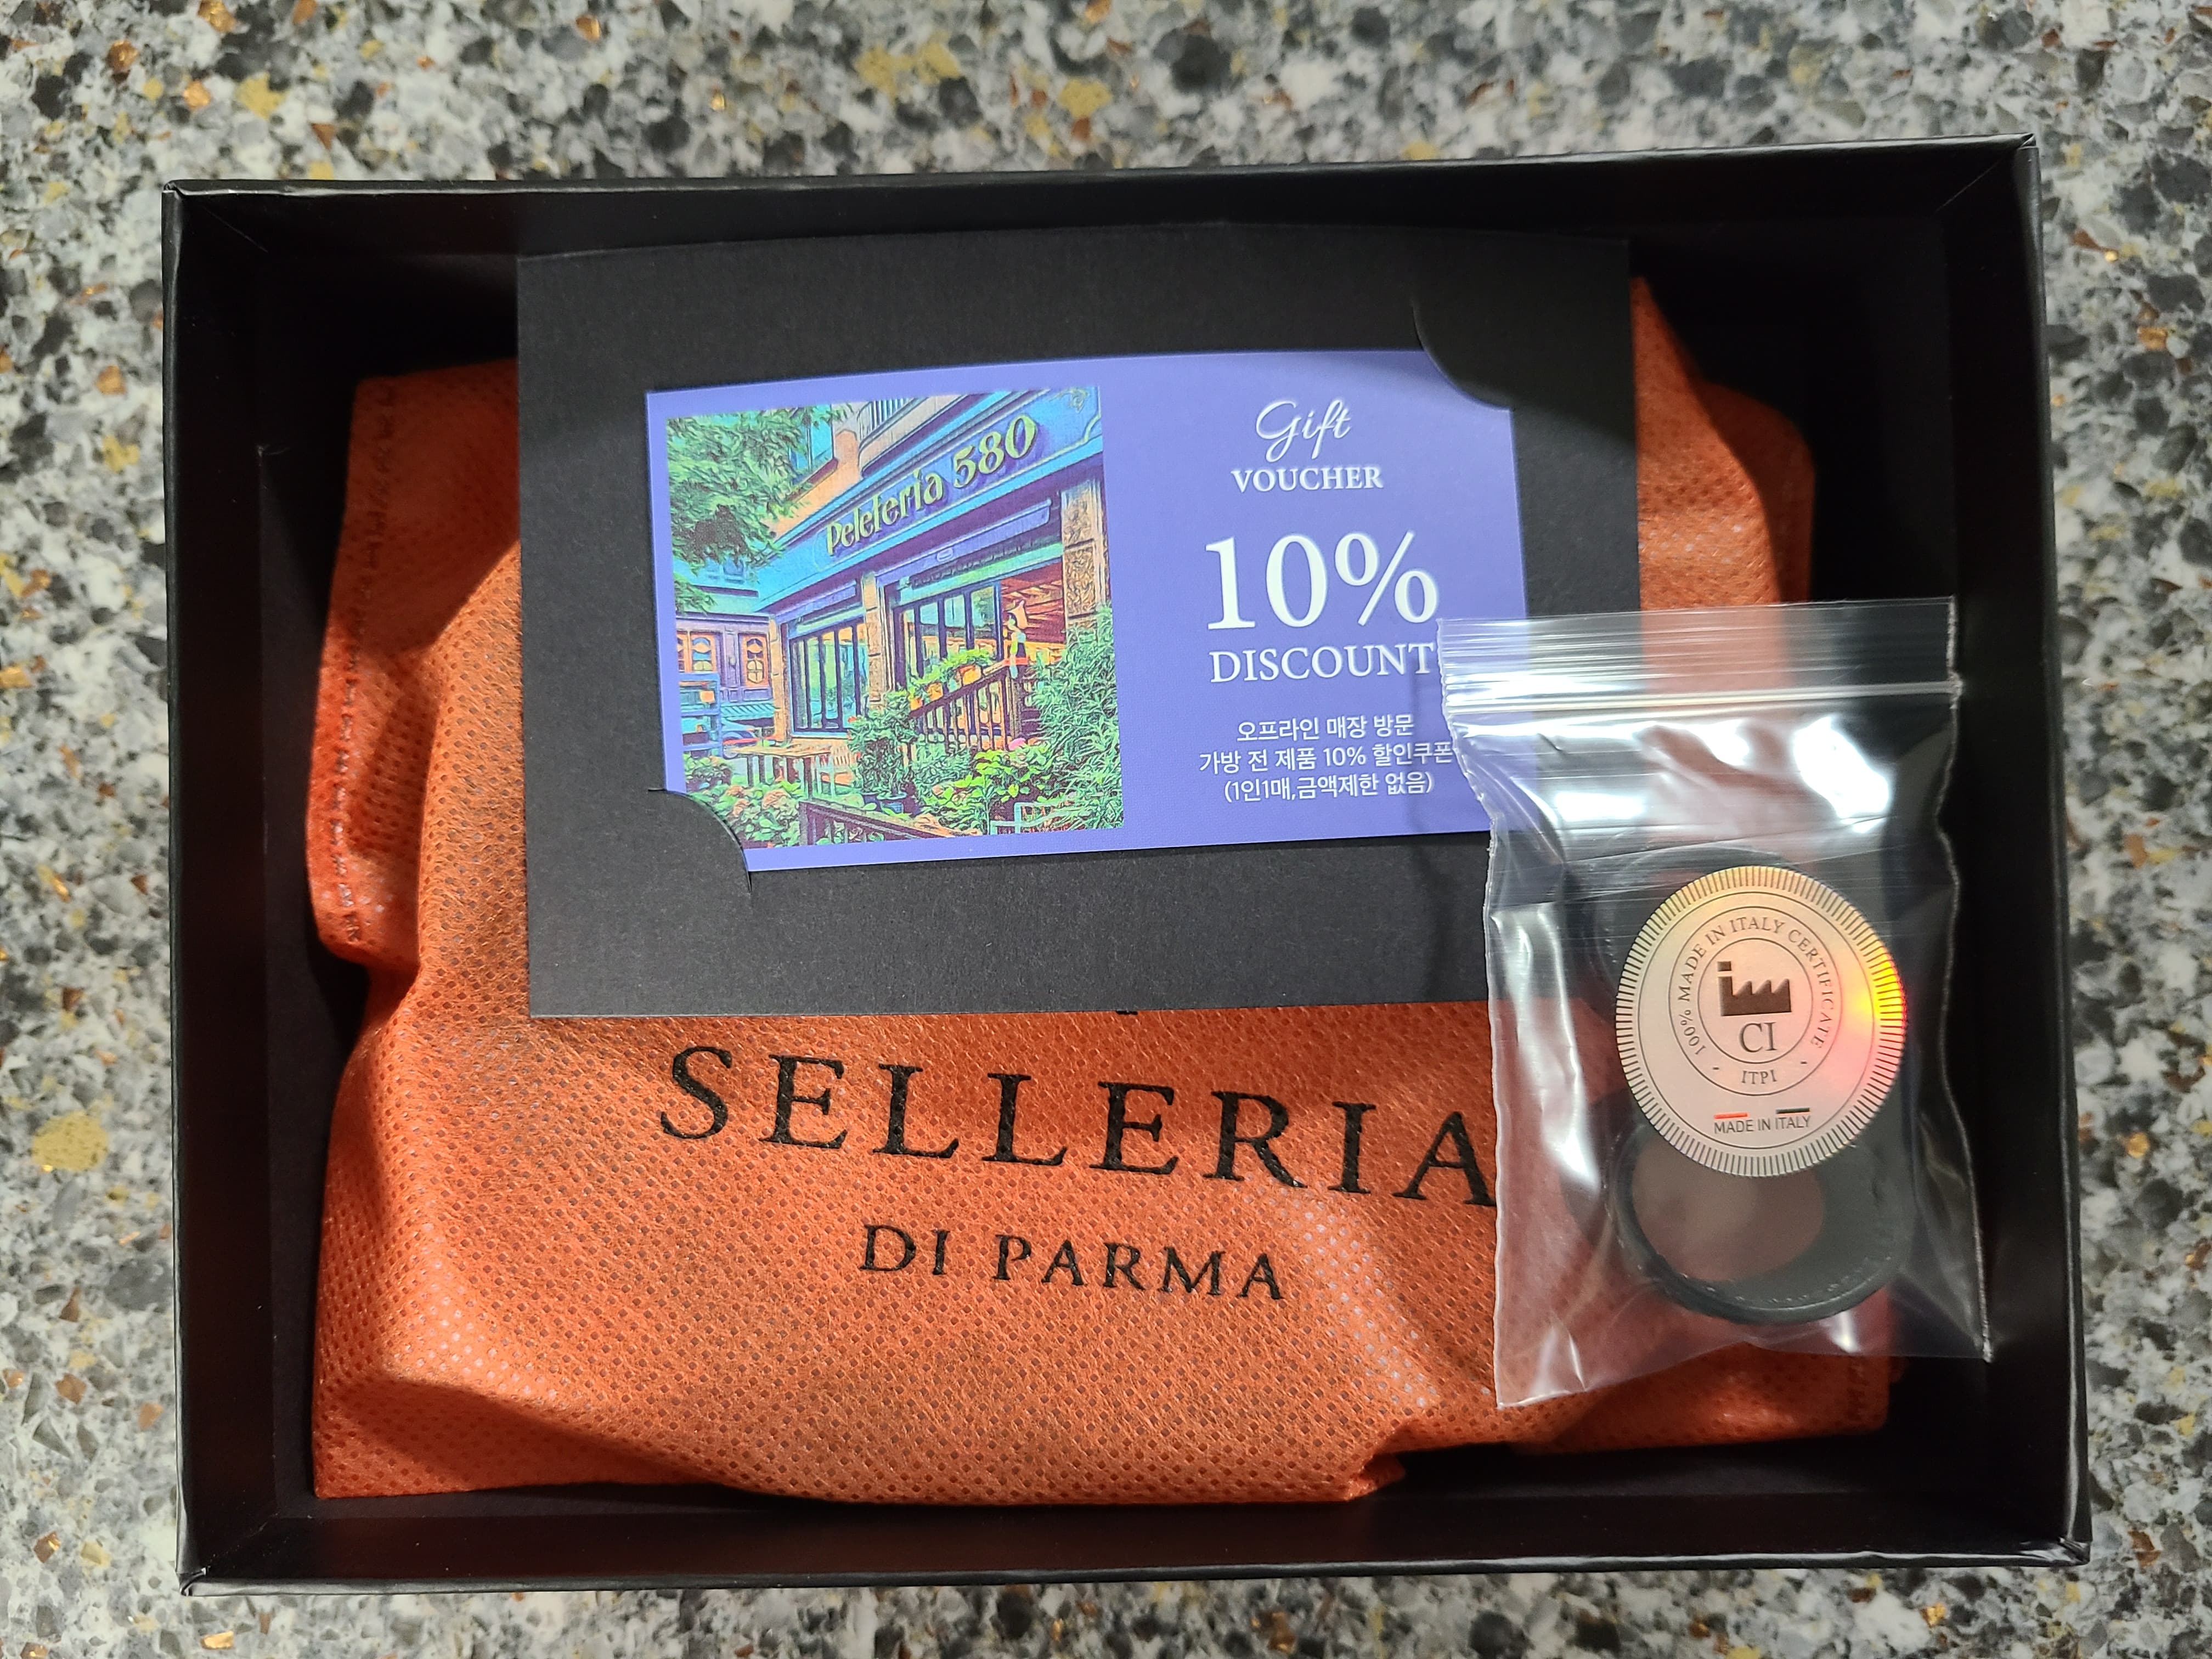 Peleteria 580
Gift
VOUCHER
10%
DISCOUNT
오프라인 매장 방문
가방 전 제품 10% 할인쿠폰
(1인1매,금액제한 없음)
SELLERIA
DI PARMA
100% MADE IN ITALY CERTIFICATE
im
CI
- ITPI -
MADE IN ITALY